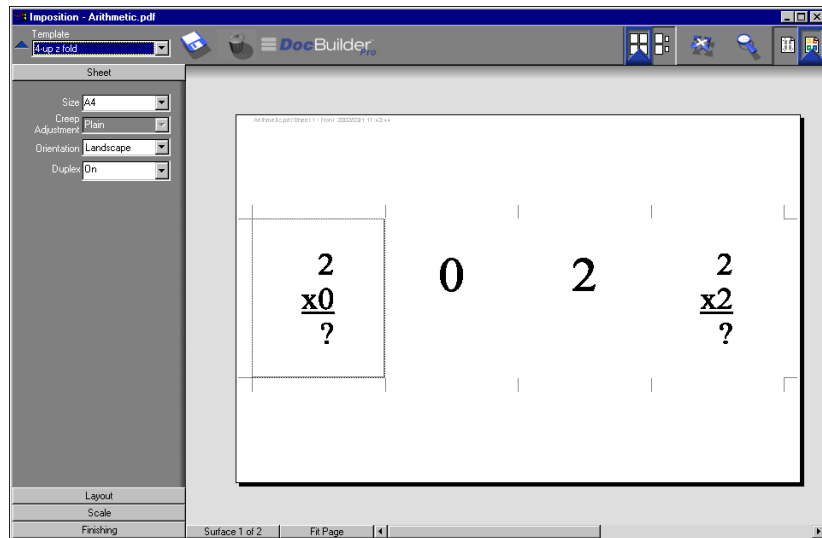 Imposition - Arithmetic.pdf
Template
4-up z fold
DocBuilder Pro
Sheet
Size A4
Creep
Adjustment Plain
Orientation Landscape
Duplex On
2
x0
?
0
2
2
x2
?
Layout
Scale
Finishing
Surface 1 of 2
Fit Page